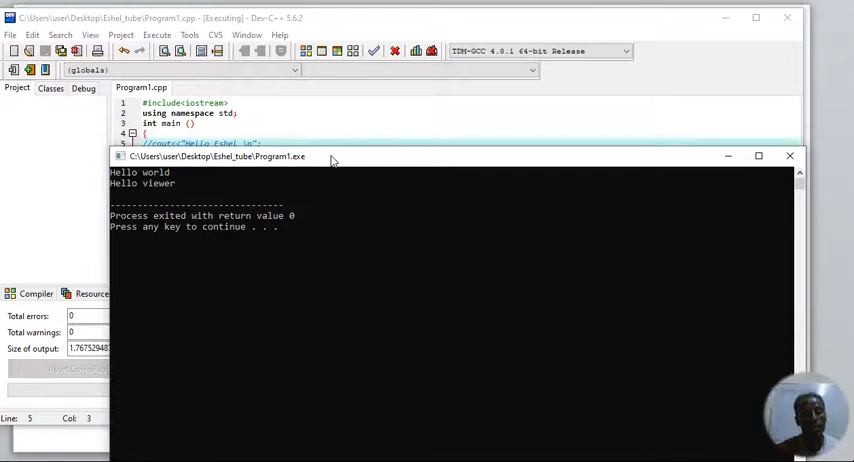 C:\Users\user\Desktop\Eshel_tube\Program1.cpp - [Executing] - Dev-C++ 5.6.2
File Edit Search View Project Execute Tools CVS Window Help
TDM-GCC 4.8.1 64-bit Release
(globals)
Project Classes Debug Program1.cpp
1 #include<iostream>
2 using namespace std;
3 int main ()
4 {
5 //cout<<"Hello Eshel \n";
C:\Users\user\Desktop\Eshel_tube\Program1.exe
Hello world
Hello viewer
--------------------------------
Process exited with return value 0
Press any key to continue . . .
Compiler Resource
Total errors: 0
Total warnings: 0
Size of output: 1.767529487
Line: 5 Col: 3